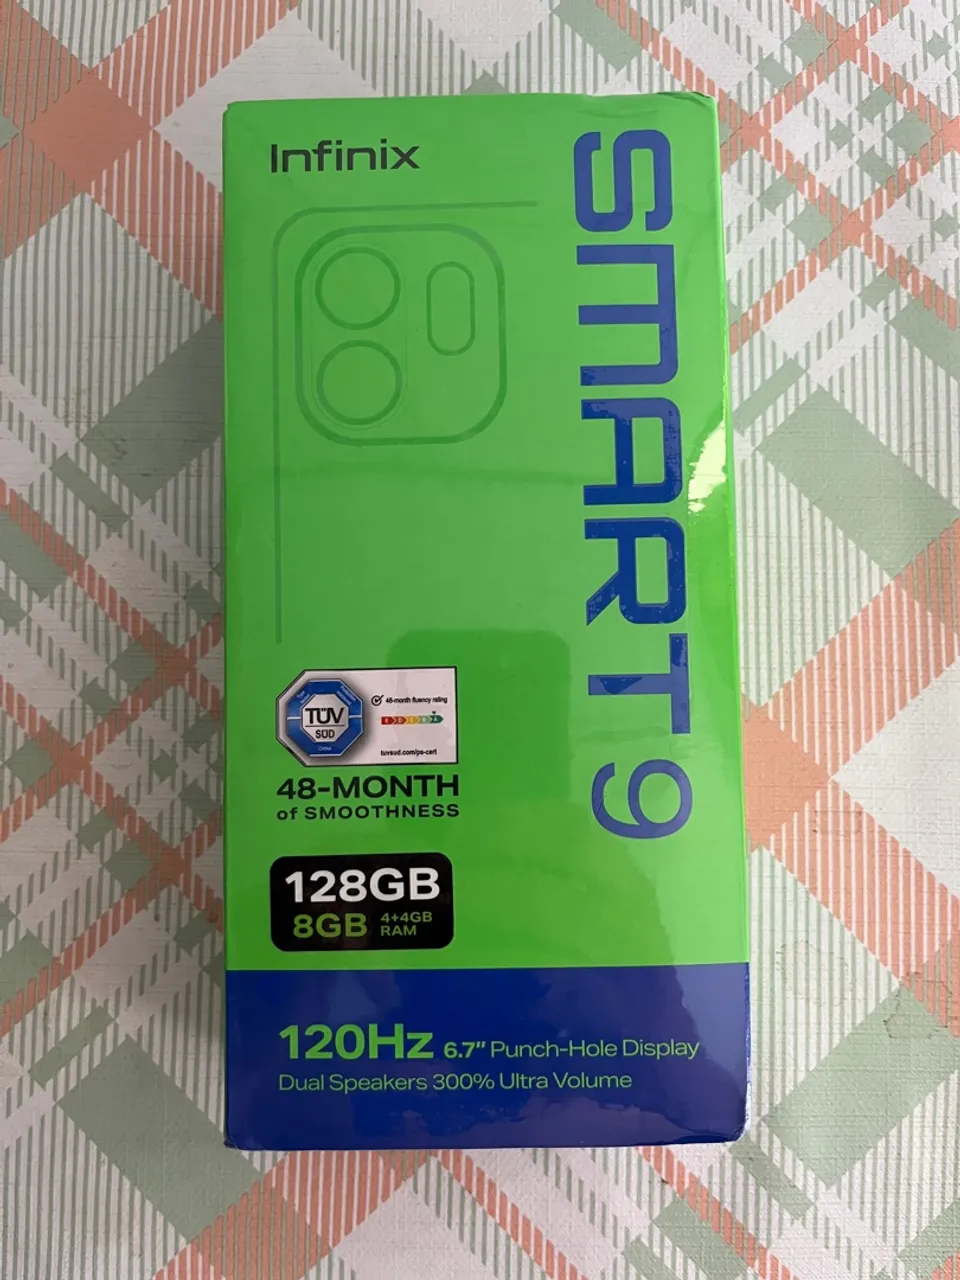 Infinix
SMART 9
TÜV
SÜD
CHINA
48-month fluency rating
E D C B A
tuvsud.com/ps-cert
48-MONTH
of SMOOTHNESS
128GB
8GB 4+4GB
RAM
120Hz 6.7" Punch-Hole Display
Dual Speakers 300% Ultra Volume